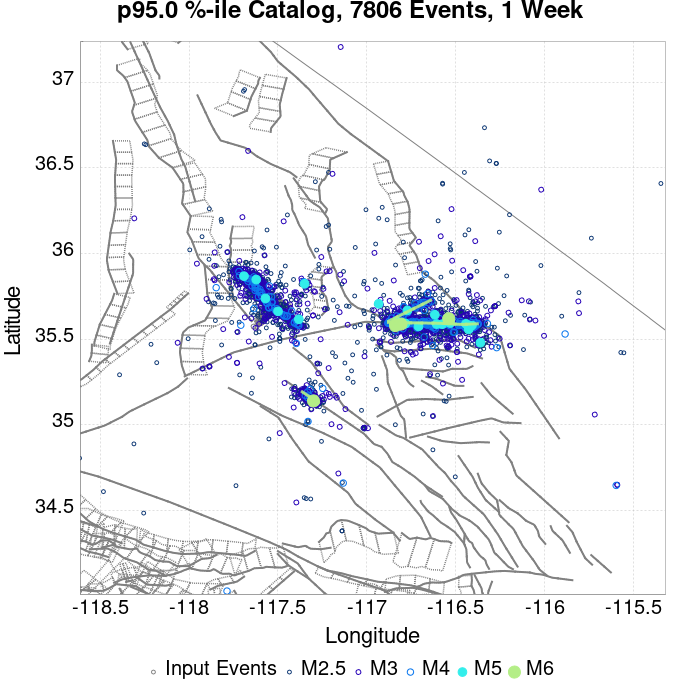 p95.0 %-ile Catalog, 7806 Events, 1 Week
37
36.5
36
35.5
35
34.5
Latitude
-118.5 -118 -117.5 -117 -116.5 -116 -115.5
Longitude
Input Events M2.5 M3 M4 M5 M6